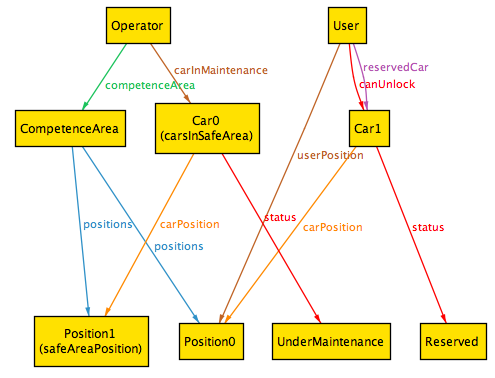 Operator
User
carInMaintenance
reservedCar
competenceArea
canUnlock
CompetenceArea
Car0
(carsInSafeArea)
Car1
userPosition
positions
carPosition
status
carPosition
status
positions
Position1
(safeAreaPosition)
Position0
UnderMaintenance
Reserved